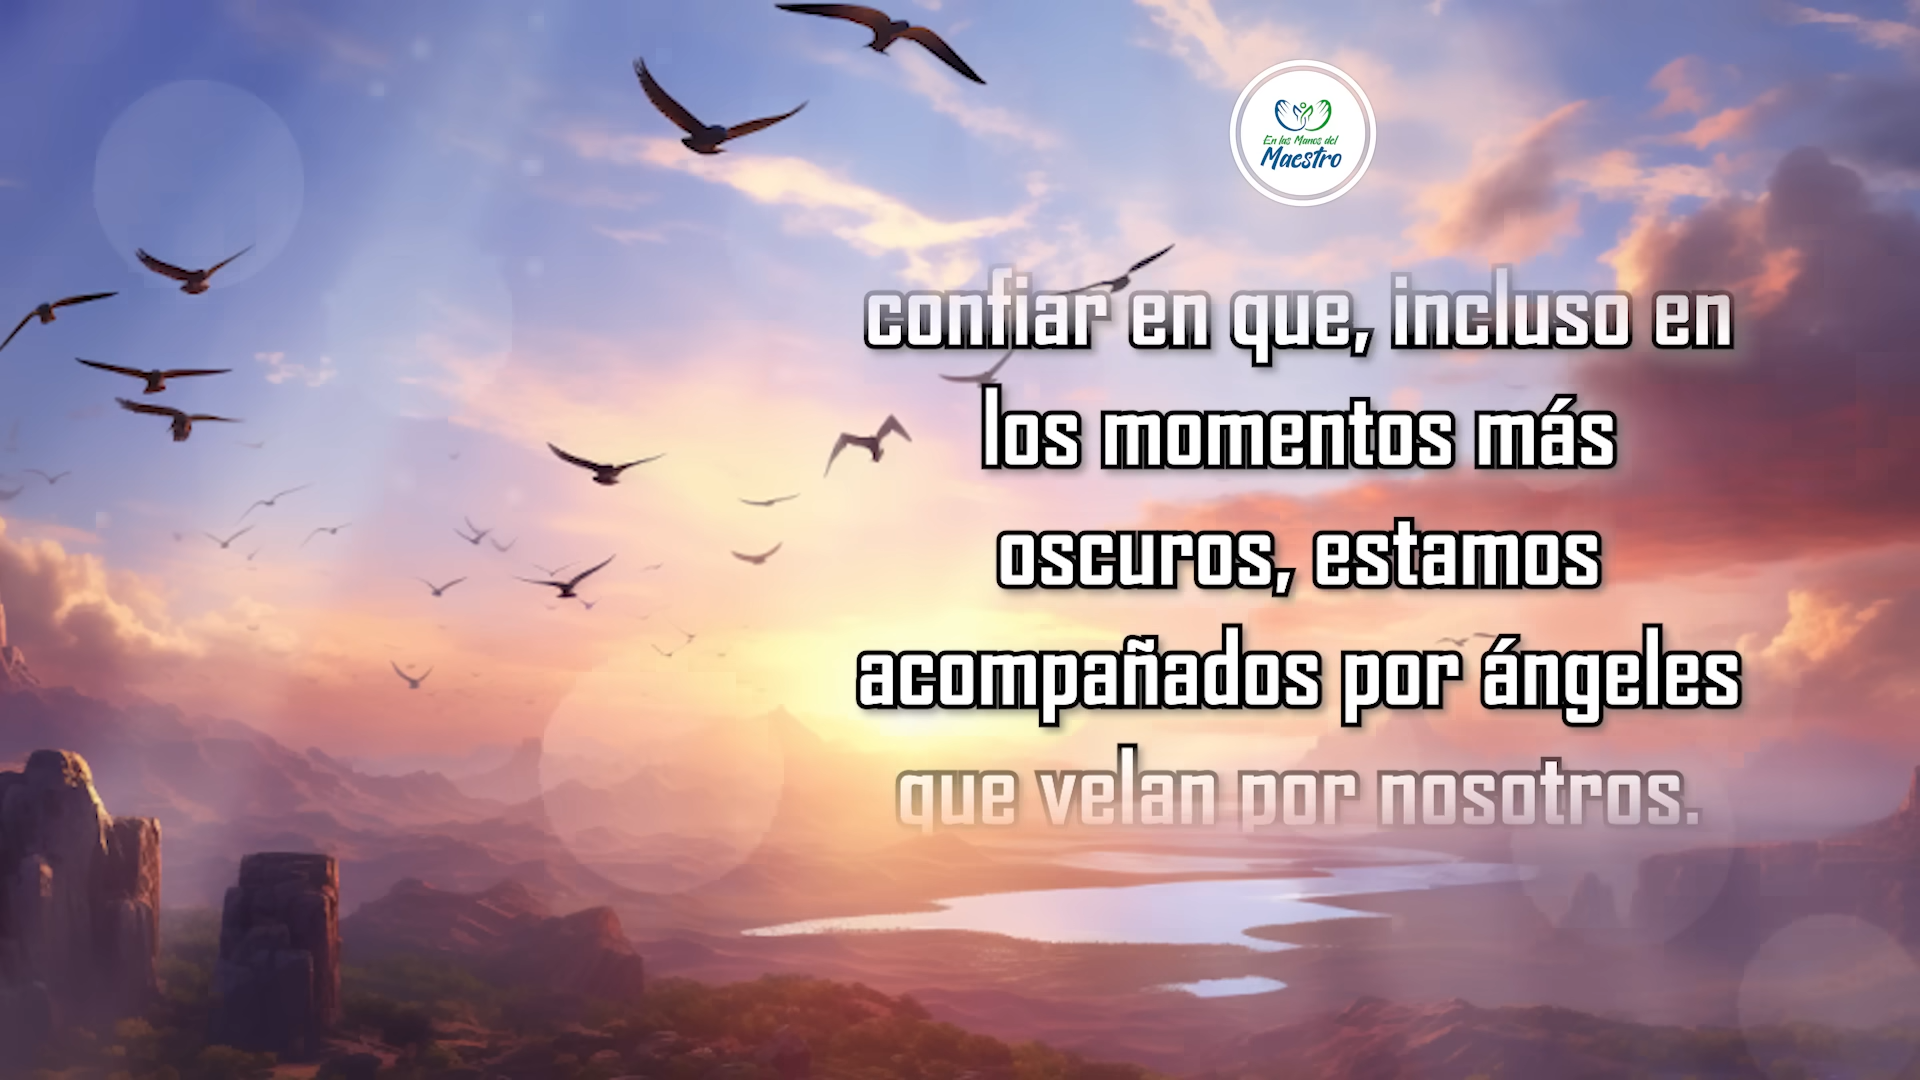 En las Manos del
Maestro
confiar en que, incluso en
los momentos más
oscuros, estamos
acompañados por ángeles
que velan por nosotros.